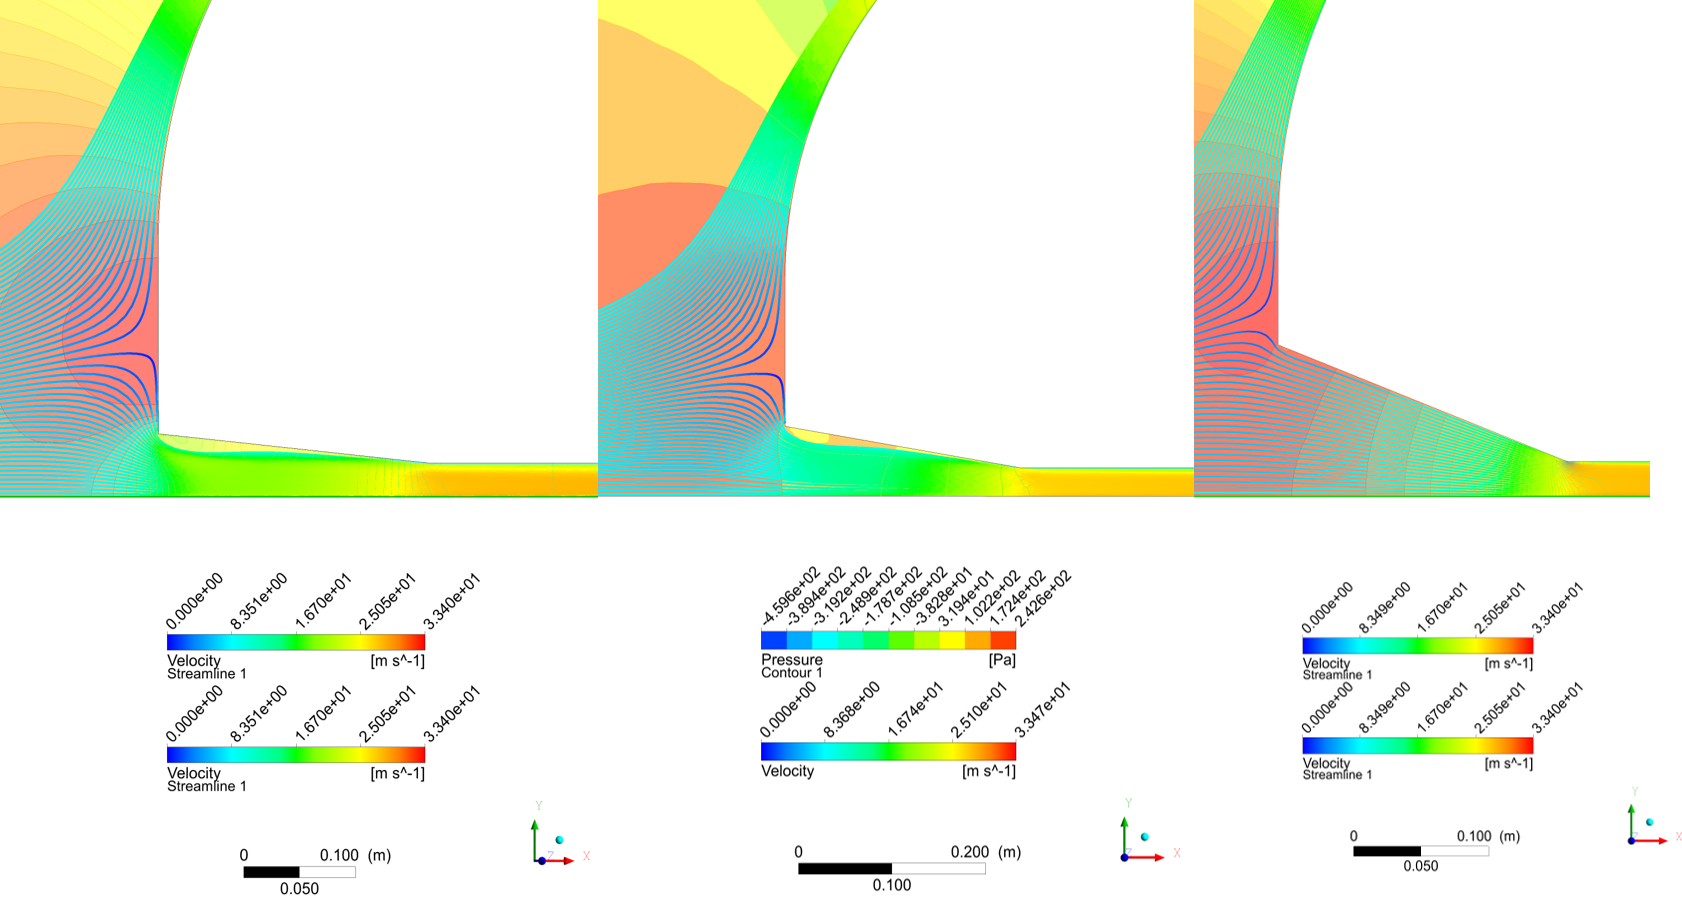 0.000e+00 8.351e+00 1.670e+01 2.505e+01 3.340e+01
Velocity [m s^-1]
Streamline 1
0.000e+00 8.351e+00 1.670e+01 2.505e+01 3.340e+01
Velocity [m s^-1]
Streamline 1
Y
Z X
0 0.100 (m)
0.050
-4.596e+02 -3.894e+02 -3.192e+02 -2.489e+02 -1.787e+02 -1.085e+02 -3.828e+01 3.194e+01 1.022e+02 1.724e+02 2.426e+02
Pressure [Pa]
Contour 1
0.000e+00 8.368e+00 1.674e+01 2.510e+01 3.347e+01
Velocity [m s^-1]
Y
Z X
0 0.200 (m)
0.100
0.000e+00 8.349e+00 1.670e+01 2.505e+01 3.340e+01
Velocity [m s^-1]
Streamline 1
0.000e+00 8.349e+00 1.670e+01 2.505e+01 3.340e+01
Velocity [m s^-1]
Streamline 1
Y
Z X
0 0.100 (m)
0.050